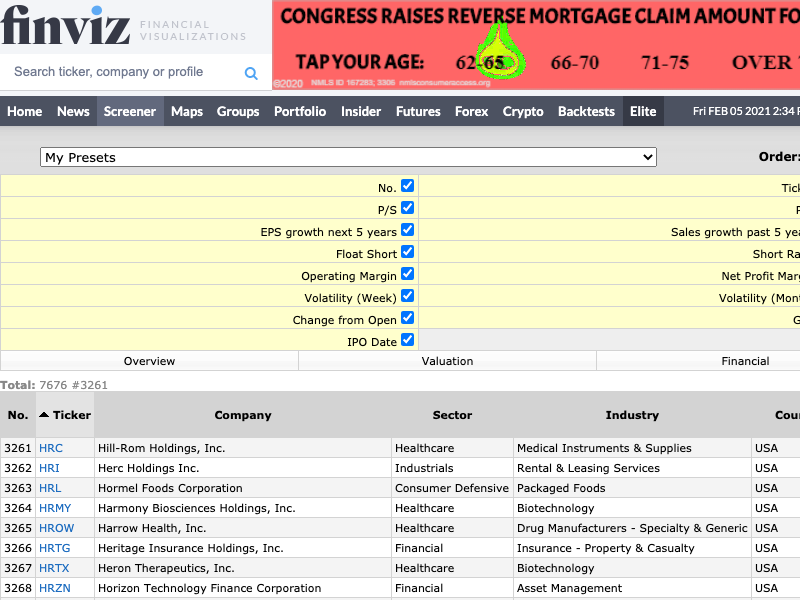 finviz FINANCIAL VISUALIZATIONS
CONGRESS RAISES REVERSE MORTGAGE CLAIM AMOUNT FO
TAP YOUR AGE: 62-65 66-70 71-75 OVER
©2020 NMLS ID 167283; 3306 nmlsconsumeraccess.org
Search ticker, company or profile
Home News Screener Maps Groups Portfolio Insider Futures Forex Crypto Backtests Elite Fri FEB 05 2021 2:34 P
My Presets Order:
No. Tick
P/S P
EPS growth next 5 years Sales growth past 5 yea
Float Short Short Ra
Operating Margin Net Profit Marg
Volatility (Week) Volatility (Mont
Change from Open G
IPO Date
Overview Valuation Financial
Total: 7676 #3261
No. Ticker Company Sector Industry Cou
3261 HRC Hill-Rom Holdings, Inc. Healthcare Medical Instruments & Supplies USA
3262 HRI Herc Holdings Inc. Industrials Rental & Leasing Services USA
3263 HRL Hormel Foods Corporation Consumer Defensive Packaged Foods USA
3264 HRMY Harmony Biosciences Holdings, Inc. Healthcare Biotechnology USA
3265 HROW Harrow Health, Inc. Healthcare Drug Manufacturers - Specialty & Generic USA
3266 HRTG Heritage Insurance Holdings, Inc. Financial Insurance - Property & Casualty USA
3267 HRTX Heron Therapeutics, Inc. Healthcare Biotechnology USA
3268 HRZN Horizon Technology Finance Corporation Financial Asset Management USA